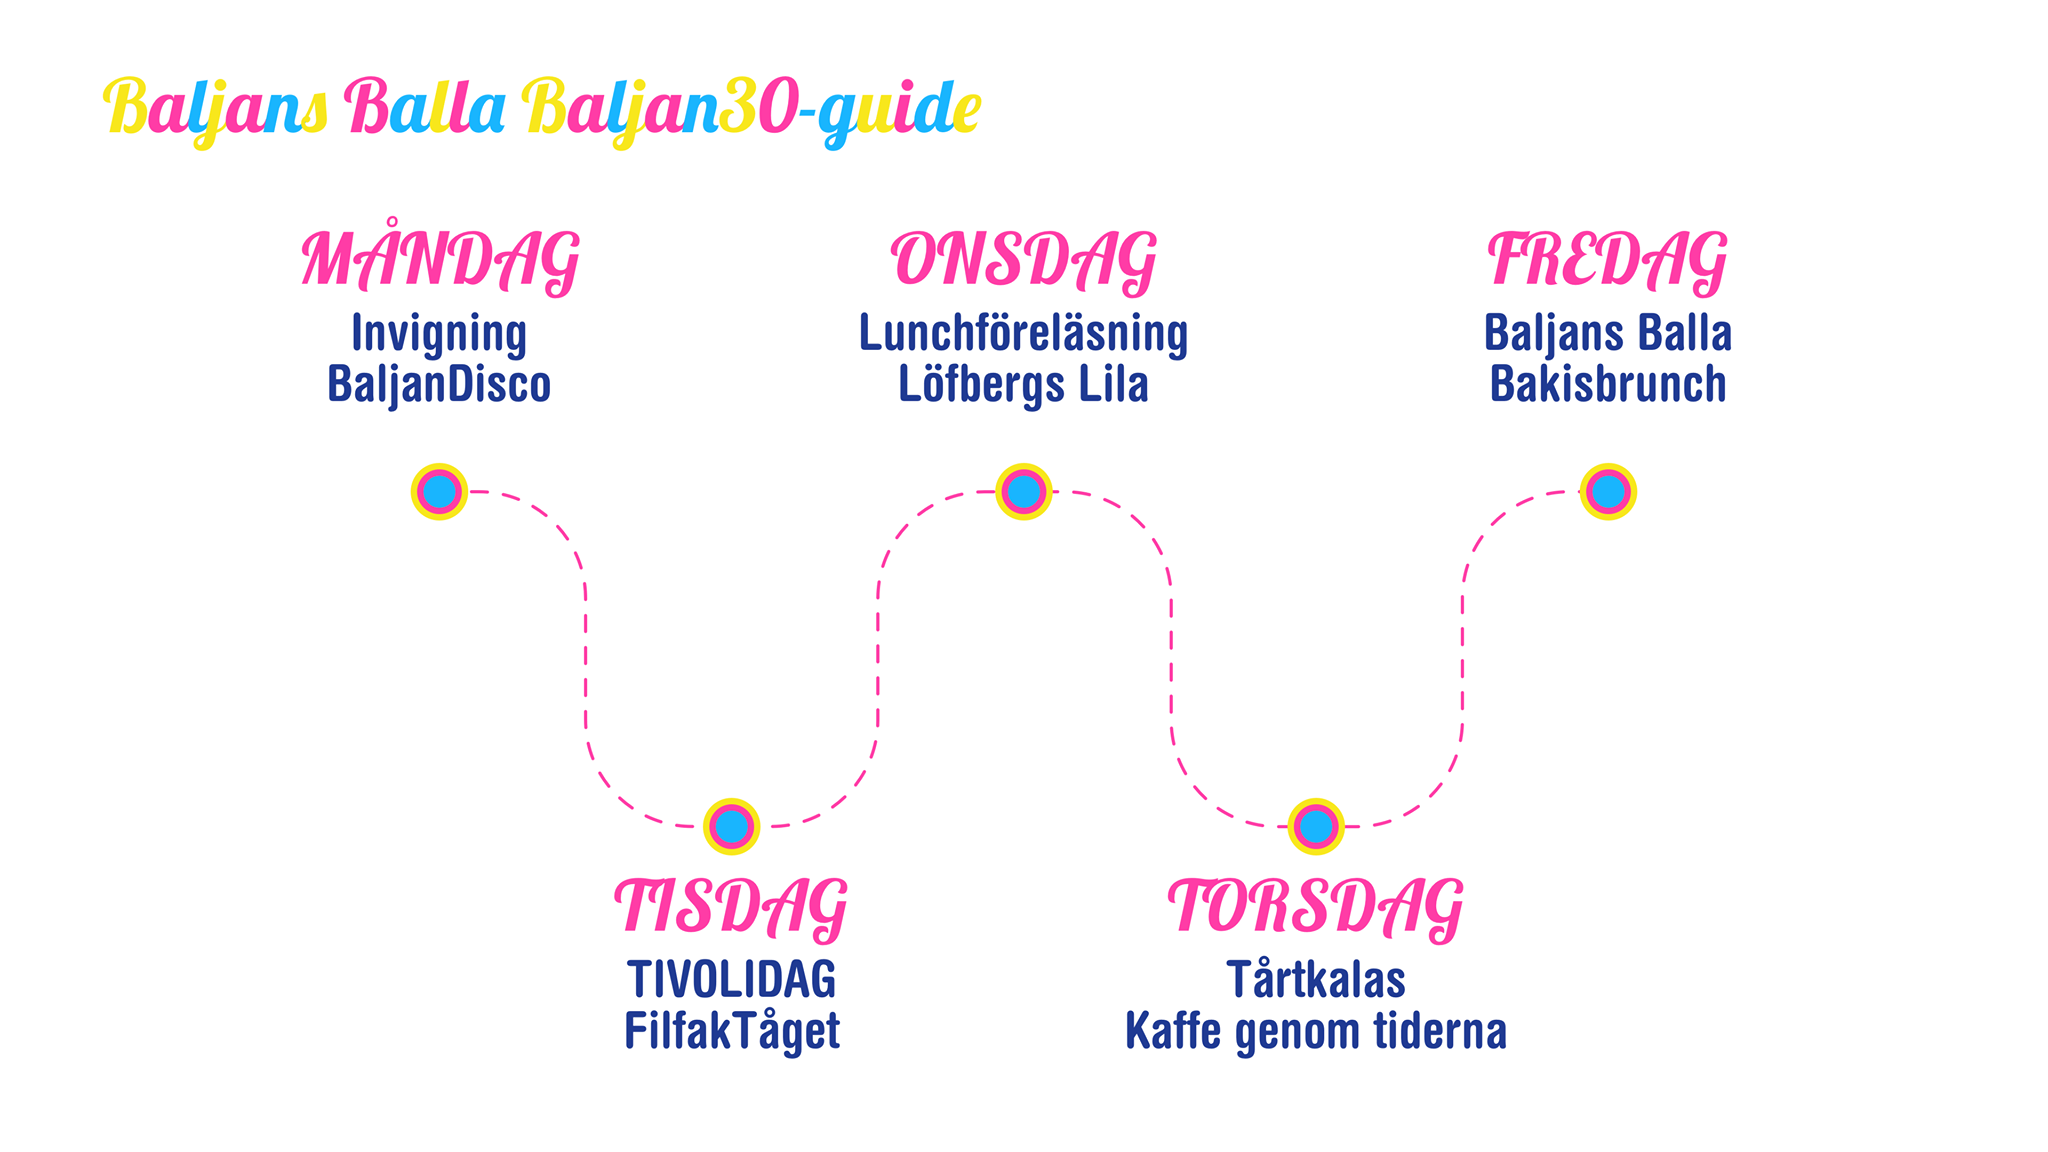 Baljans Balla Baljan30-guide
MÅNDAG
Invigning
BaljanDisco
TISDAG
TIVOLIDAG
FilfakTåget
ONSDAG
Lunchföreläsning
Löfbergs Lila
TORSDAG
Tårtkalas
Kaffe genom tiderna
FREDAG
Baljans Balla
Bakisbrunch